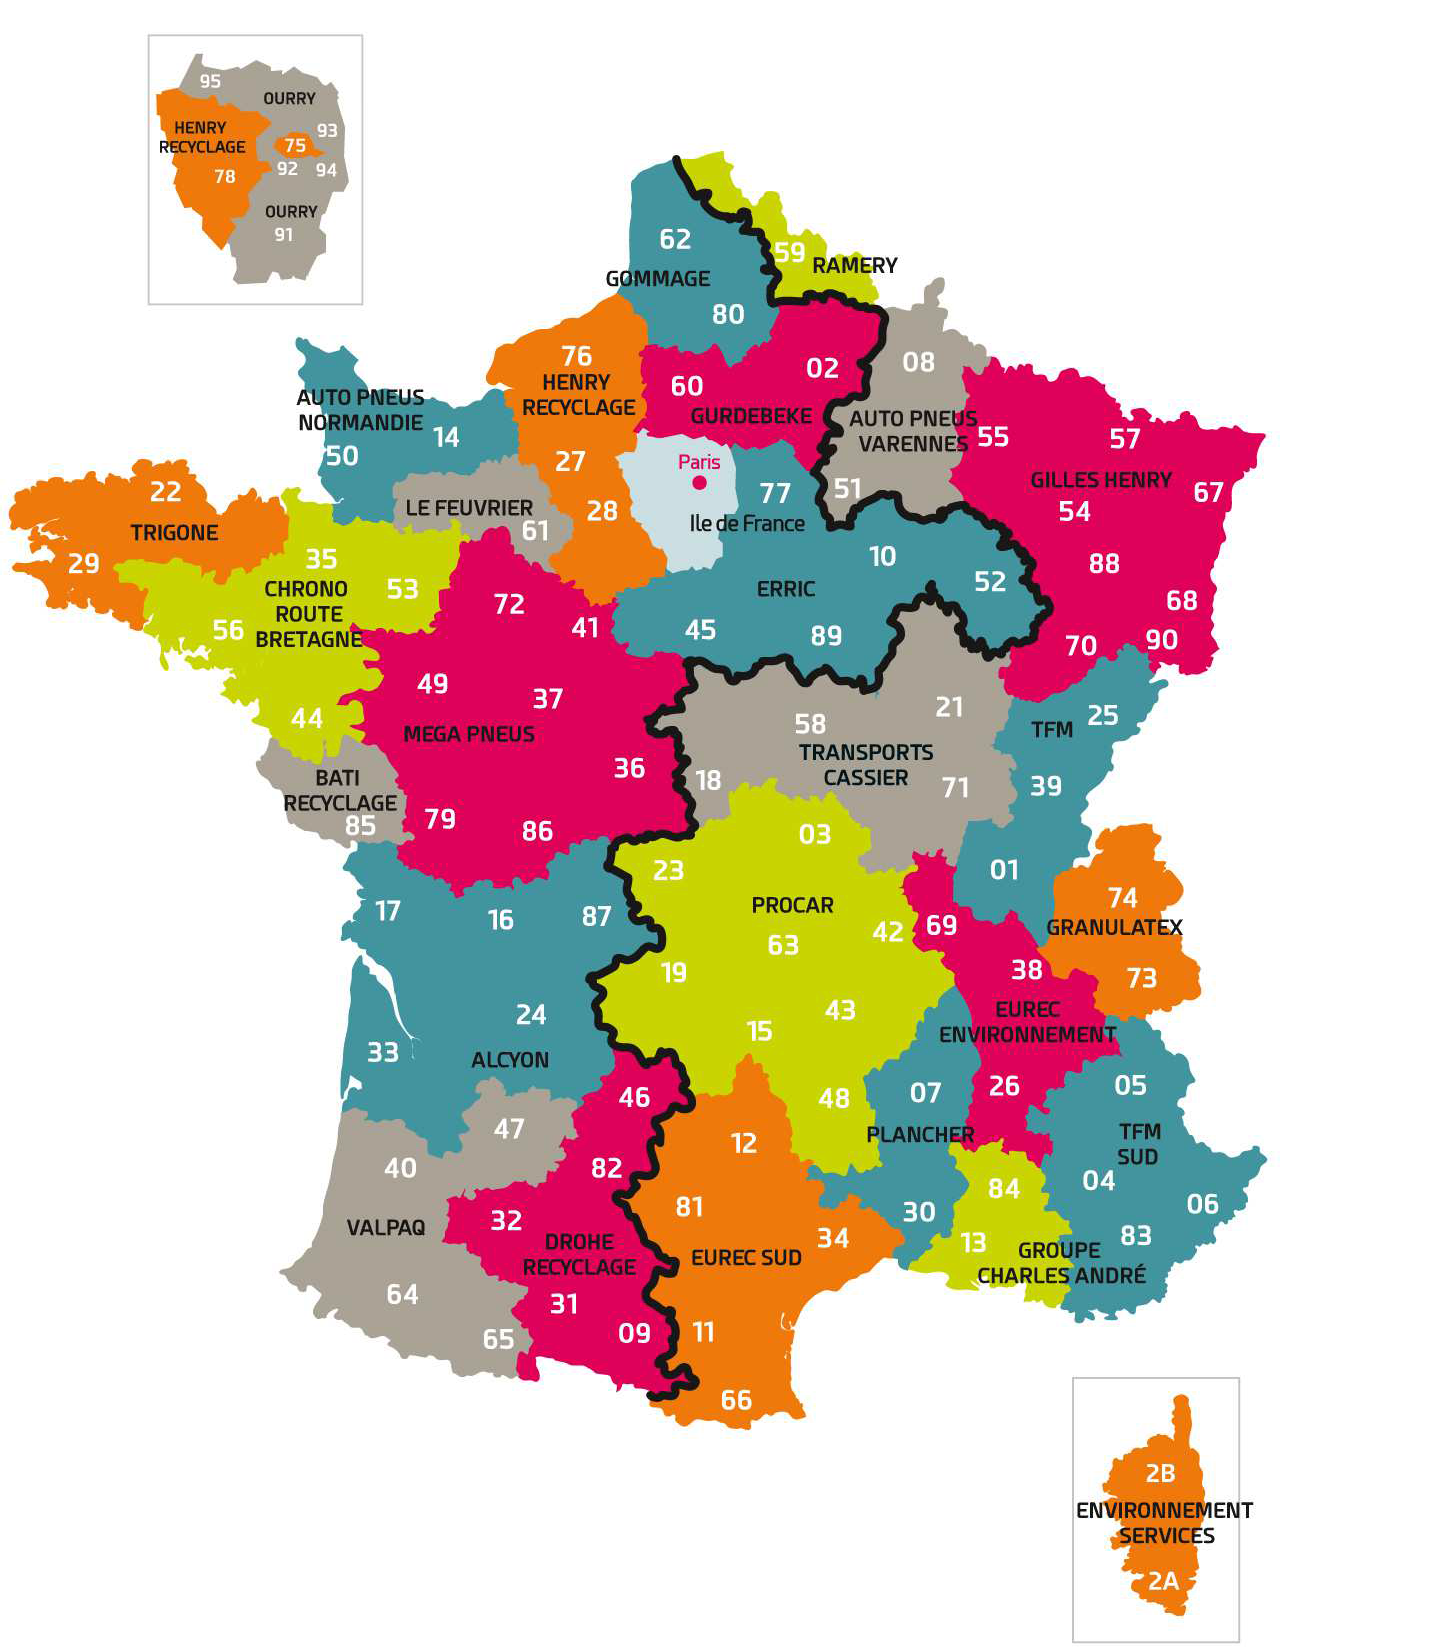 95
OURRY
HENRY
RECYCLAGE
93
75
92
94
78
OURRY
91
62
GOMMAGE
80
59
RAMERY
76
HENRY
RECYCLAGE
27
28
60
02
GURDEBEKE
08
AUTO PNEUS
VARENNES
51
AUTO PNEUS
NORMANDIE
50
14
LE FEUVRIER
61
Paris
77
Ile de France
55
57
GILLES HENRY
67
54
88
68
70
90
22
TRIGONE
29
35
CHRONO
ROUTE
BRETAGNE
53
56
44
10
ERRIC
52
45
89
72
41
49
37
MEGA PNEUS
36
79
86
BATI
RECYCLAGE
85
58
21
TRANSPORTS
CASSIER
18
71
TFM
25
39
01
03
23
PROCAR
63
42
19
43
15
48
69
38
EUREC
ENVIRONNEMENT
26
74
GRANULATEX
73
17
16
87
24
33
ALCYON
47
40
VALPAQ
64
65
46
82
32
DROHE
RECYCLAGE
31
09
12
81
34
EUREC SUD
11
66
07
PLANCHER
30
84
13
GROUPE
CHARLES ANDRÉ
05
TFM
SUD
04
06
83
2B
ENVIRONNEMENT
SERVICES
2A